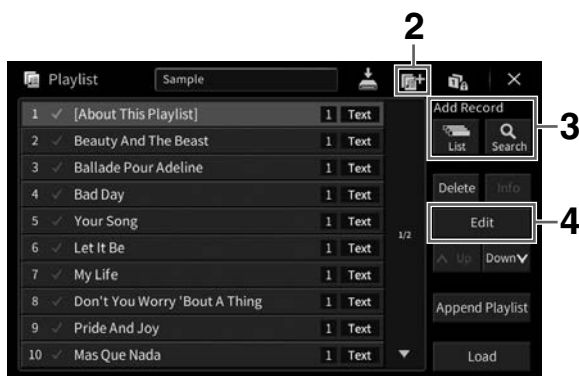 2
Playlist Sample
Add Record
3
List Search
1 [About This Playlist] 1 Text
2 Beauty And The Beast 1 Text
3 Ballade Pour Adeline 1 Text
4 Bad Day 1 Text
5 Your Song 1 Text
6 Let It Be 1 Text
7 My Life 1 Text
8 Don't You Worry 'Bout A Thing 1 Text
9 Pride And Joy 1 Text
10 Mas Que Nada 1 Text
1/2
Delete Info
Edit
4
Up Down
Append Playlist
Load